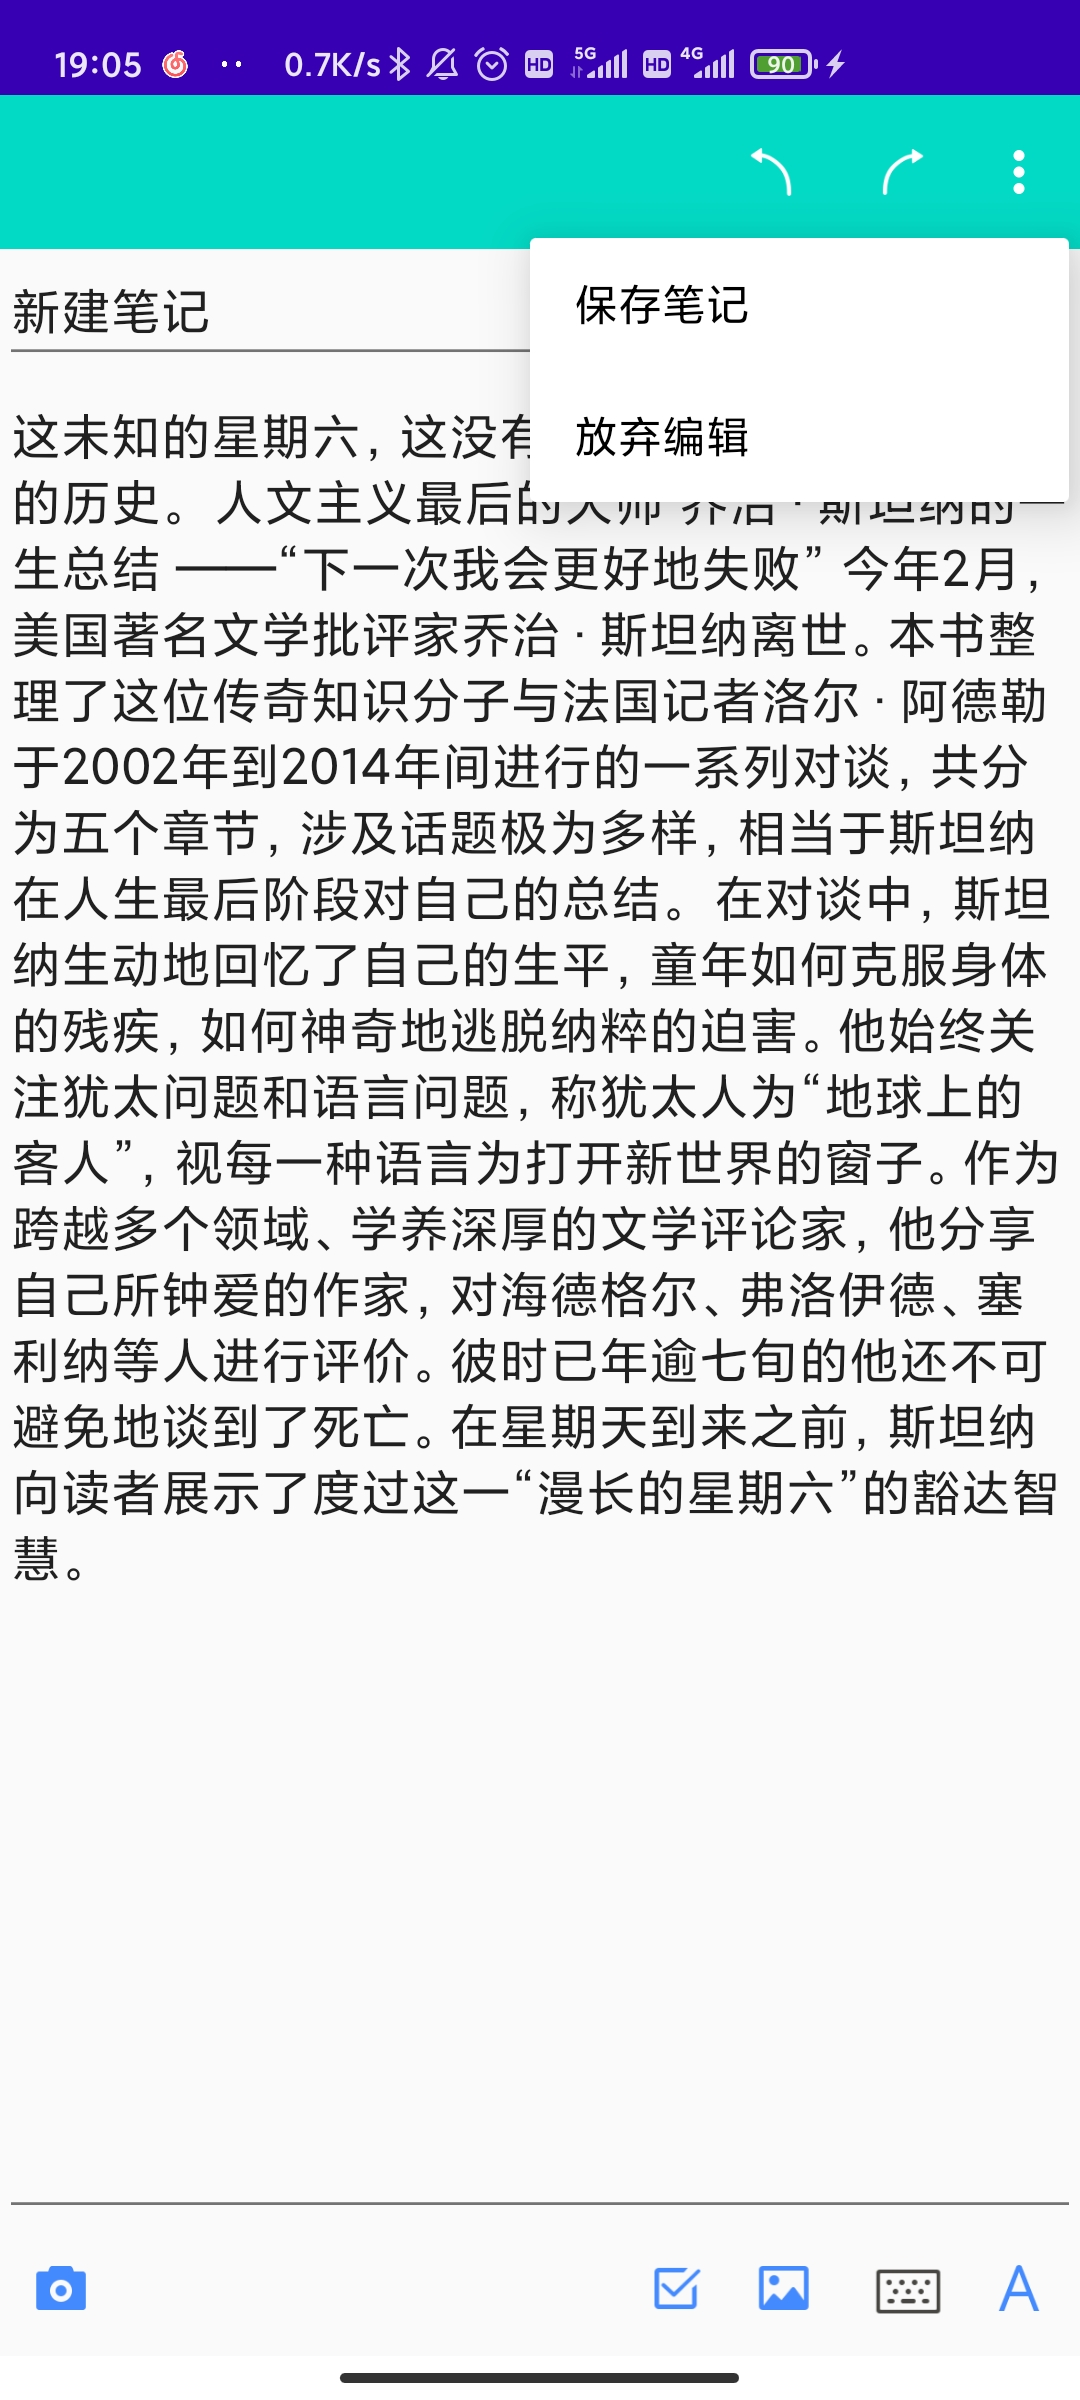 19:05 0.7K/s HD 5G HD 4G 90
新建笔记
保存笔记
放弃编辑
这未知的星期六，这没有
的历史。人文主义最后的大师 乔治·斯坦纳的一
生总结 ——“下一次我会更好地失败” 今年2月，
美国著名文学批评家乔治·斯坦纳离世。本书整
理了这位传奇知识分子与法国记者洛尔·阿德勒
于2002年到2014年间进行的一系列对谈，共分
为五个章节，涉及话题极为多样，相当于斯坦纳
在人生最后阶段对自己的总结。在对谈中，斯坦
纳生动地回忆了自己的生平，童年如何克服身体
的残疾，如何神奇地逃脱纳粹的迫害。他始终关
注犹太问题和语言问题，称犹太人为“地球上的
客人”，视每一种语言为打开新世界的窗子。作为
跨越多个领域、学养深厚的文学评论家，他分享
自己所钟爱的作家，对海德格尔、弗洛伊德、塞
利纳等人进行评价。彼时已年逾七旬的他还不可
避免地谈到了死亡。在星期天到来之前，斯坦纳
向读者展示了度过这一“漫长的星期六”的豁达智
慧。
A